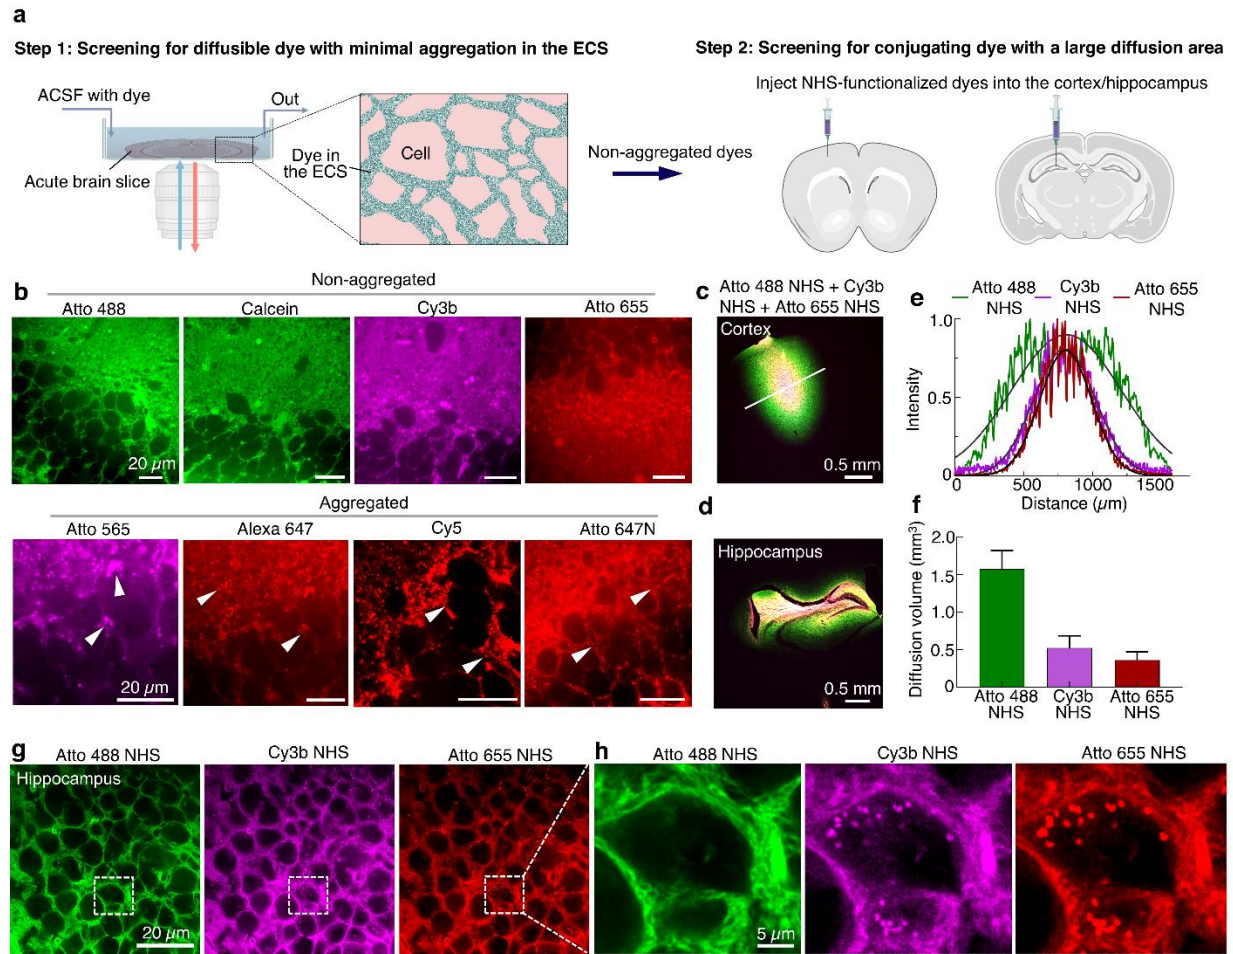 a
Step 1: Screening for diffusible dye with minimal aggregation in the ECS
Step 2: Screening for conjugating dye with a large diffusion area
Inject NHS-functionalized dyes into the cortex/hippocampus
ACSF with dye
Out
Dye in
the ECS
Cell
Acute brain slice
Non-aggregated dyes
b
Non-aggregated
Atto 488
Calcein
Cy3b
Atto 655
20 µm
Aggregated
Atto 565
Alexa 647
Cy5
Atto 647N
20 µm
c
Atto 488 NHS + Cy3b
NHS + Atto 655 NHS
Cortex
0.5 mm
d
Hippocampus
0.5 mm
e
Atto 488
NHS
Cy3b
NHS
Atto 655
NHS
1.0
0.5
0
Intensity
0
500
1000
1500
Distance (µm)
f
Diffusion volume (mm³)
2.0
1.5
1.0
0.5
0
Atto 488
NHS
Cy3b
NHS
Atto 655
NHS
g
Atto 488 NHS
Cy3b NHS
Atto 655 NHS
Hippocampus
20 µm
h
Atto 488 NHS
Cy3b NHS
Atto 655 NHS
5 µm